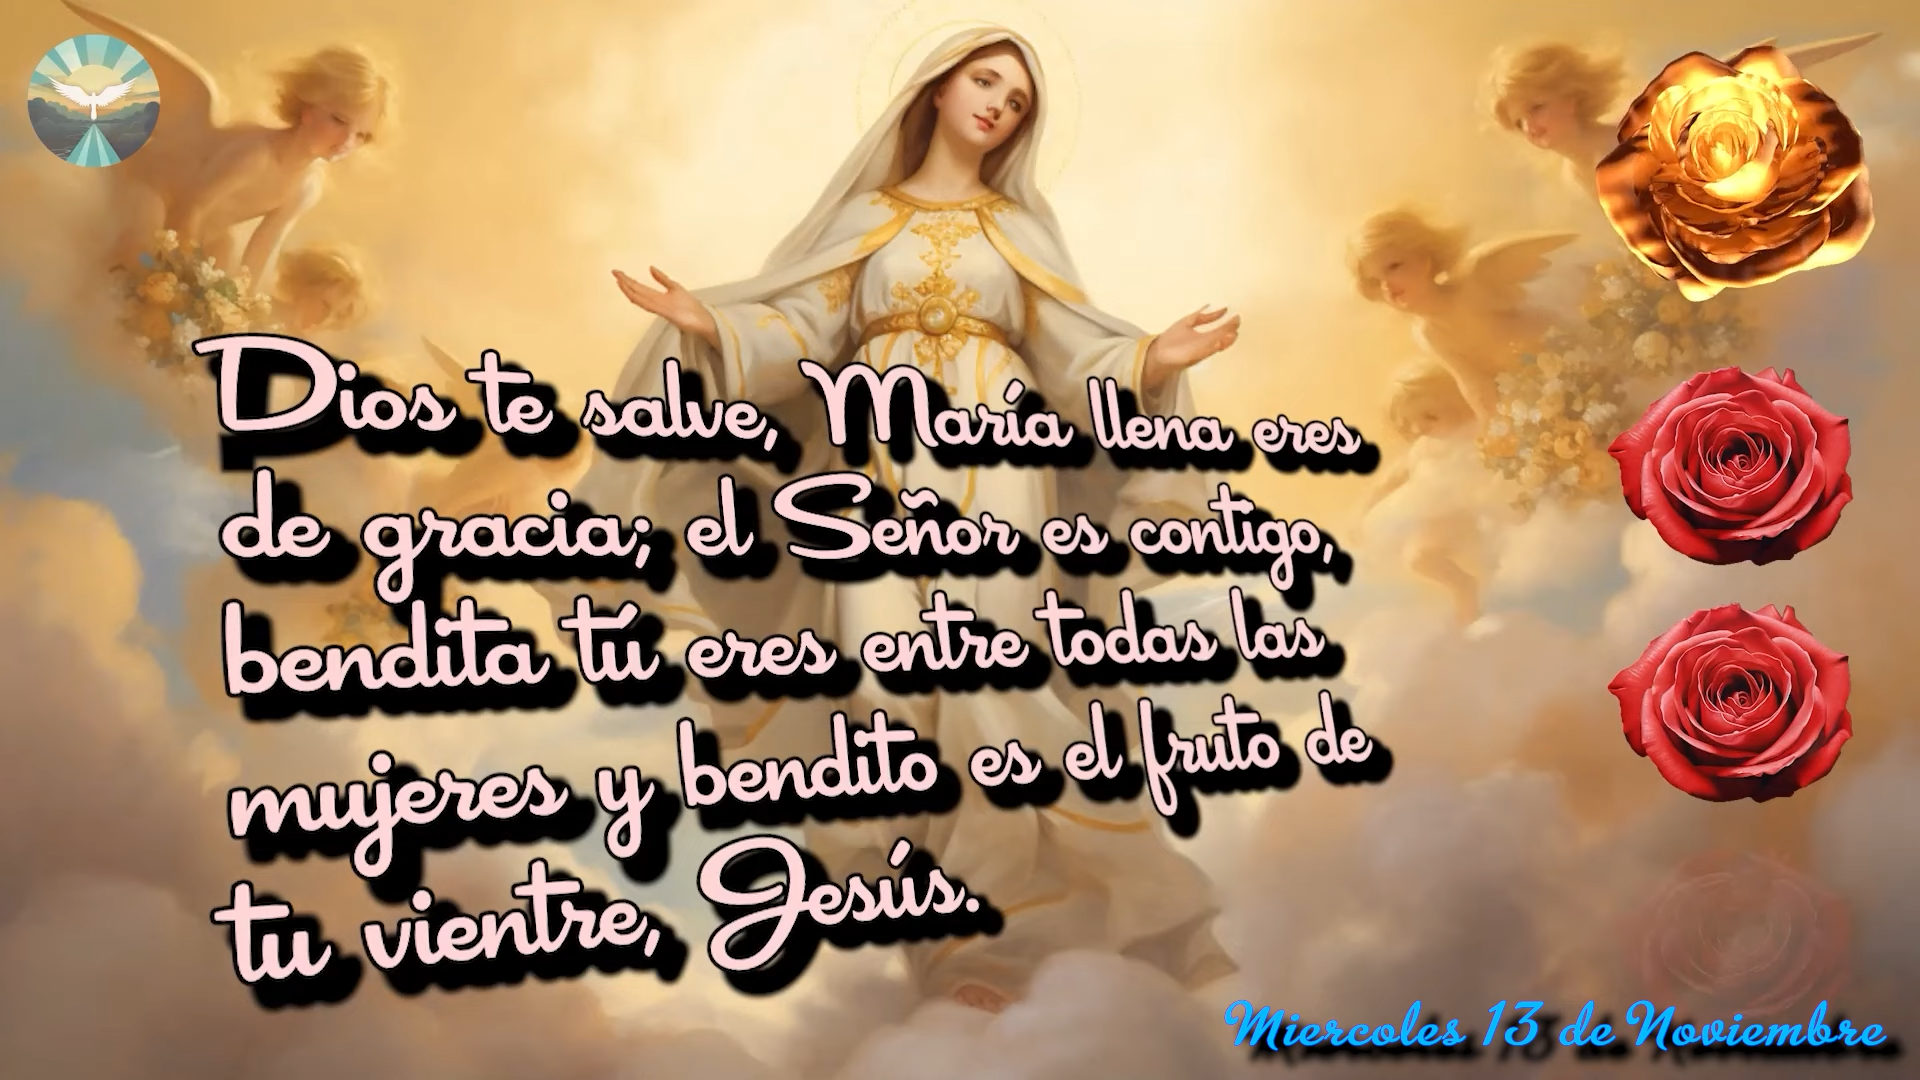 Dios te salve, María llena eres
de gracia; el Señor es contigo,
bendita tú eres entre todas las
mujeres y bendito es el fruto de
tu vientre, Jesús.
Miercoles 13 de Noviembre